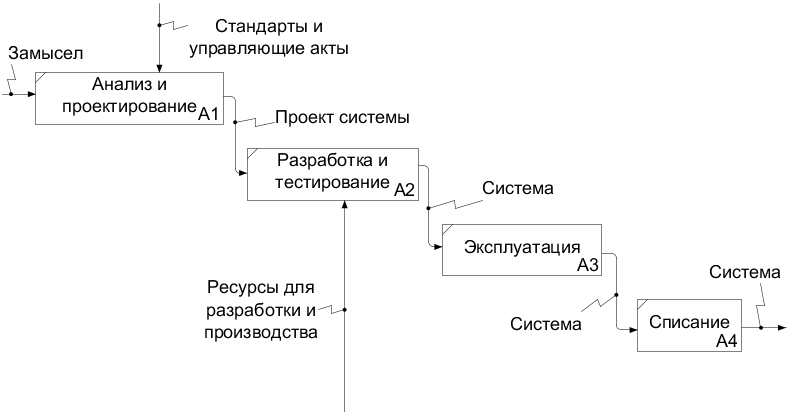 Стандарты и
управляющие акты
Замысел
Анализ и
проектирование
A1
Проект системы
Разработка и
тестирование
A2
Система
Эксплуатация
A3
Ресурсы для
разработки и
производства
Система
Списание
A4
Система